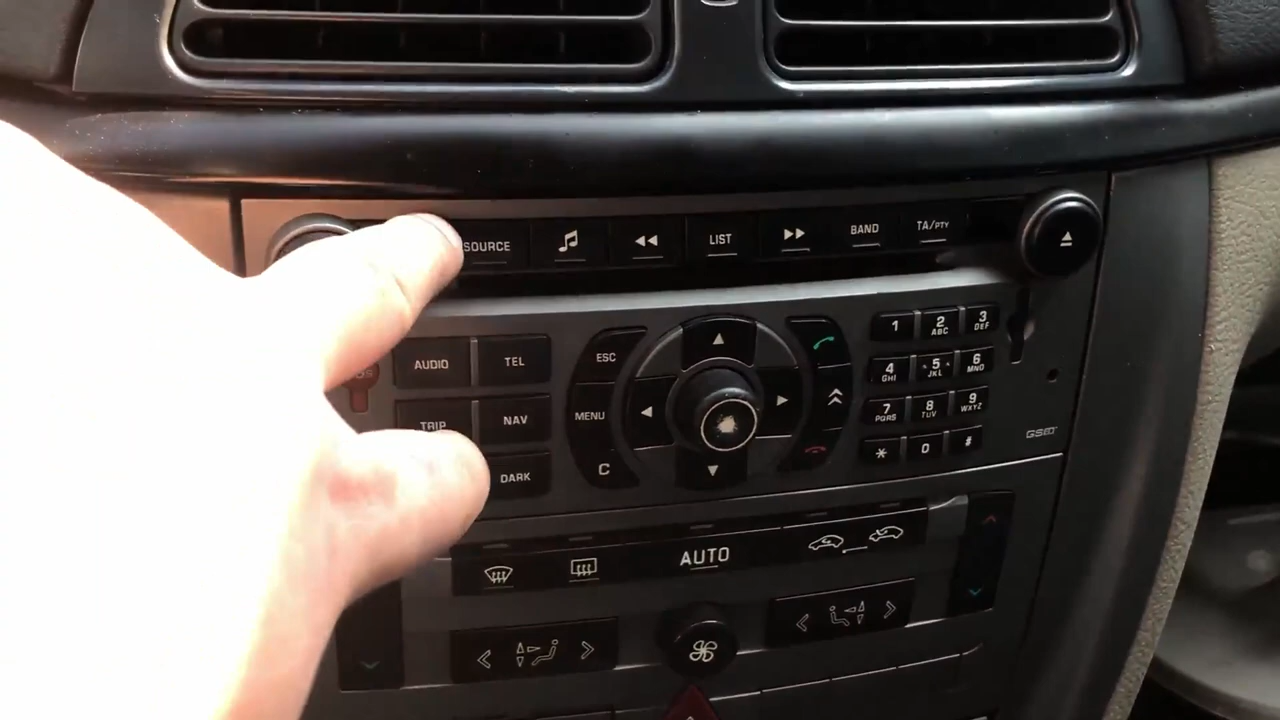 SOURCE
LIST
BAND
TA/PTY
AUDIO
TEL
ESC
1
2
ABC
3
DEF
4
GHI
5
JKL
6
MNO
TRIP
NAV
MENU
7
PQRS
8
TUV
9
WXYZ
DARK
C
*
0
#
AUTO